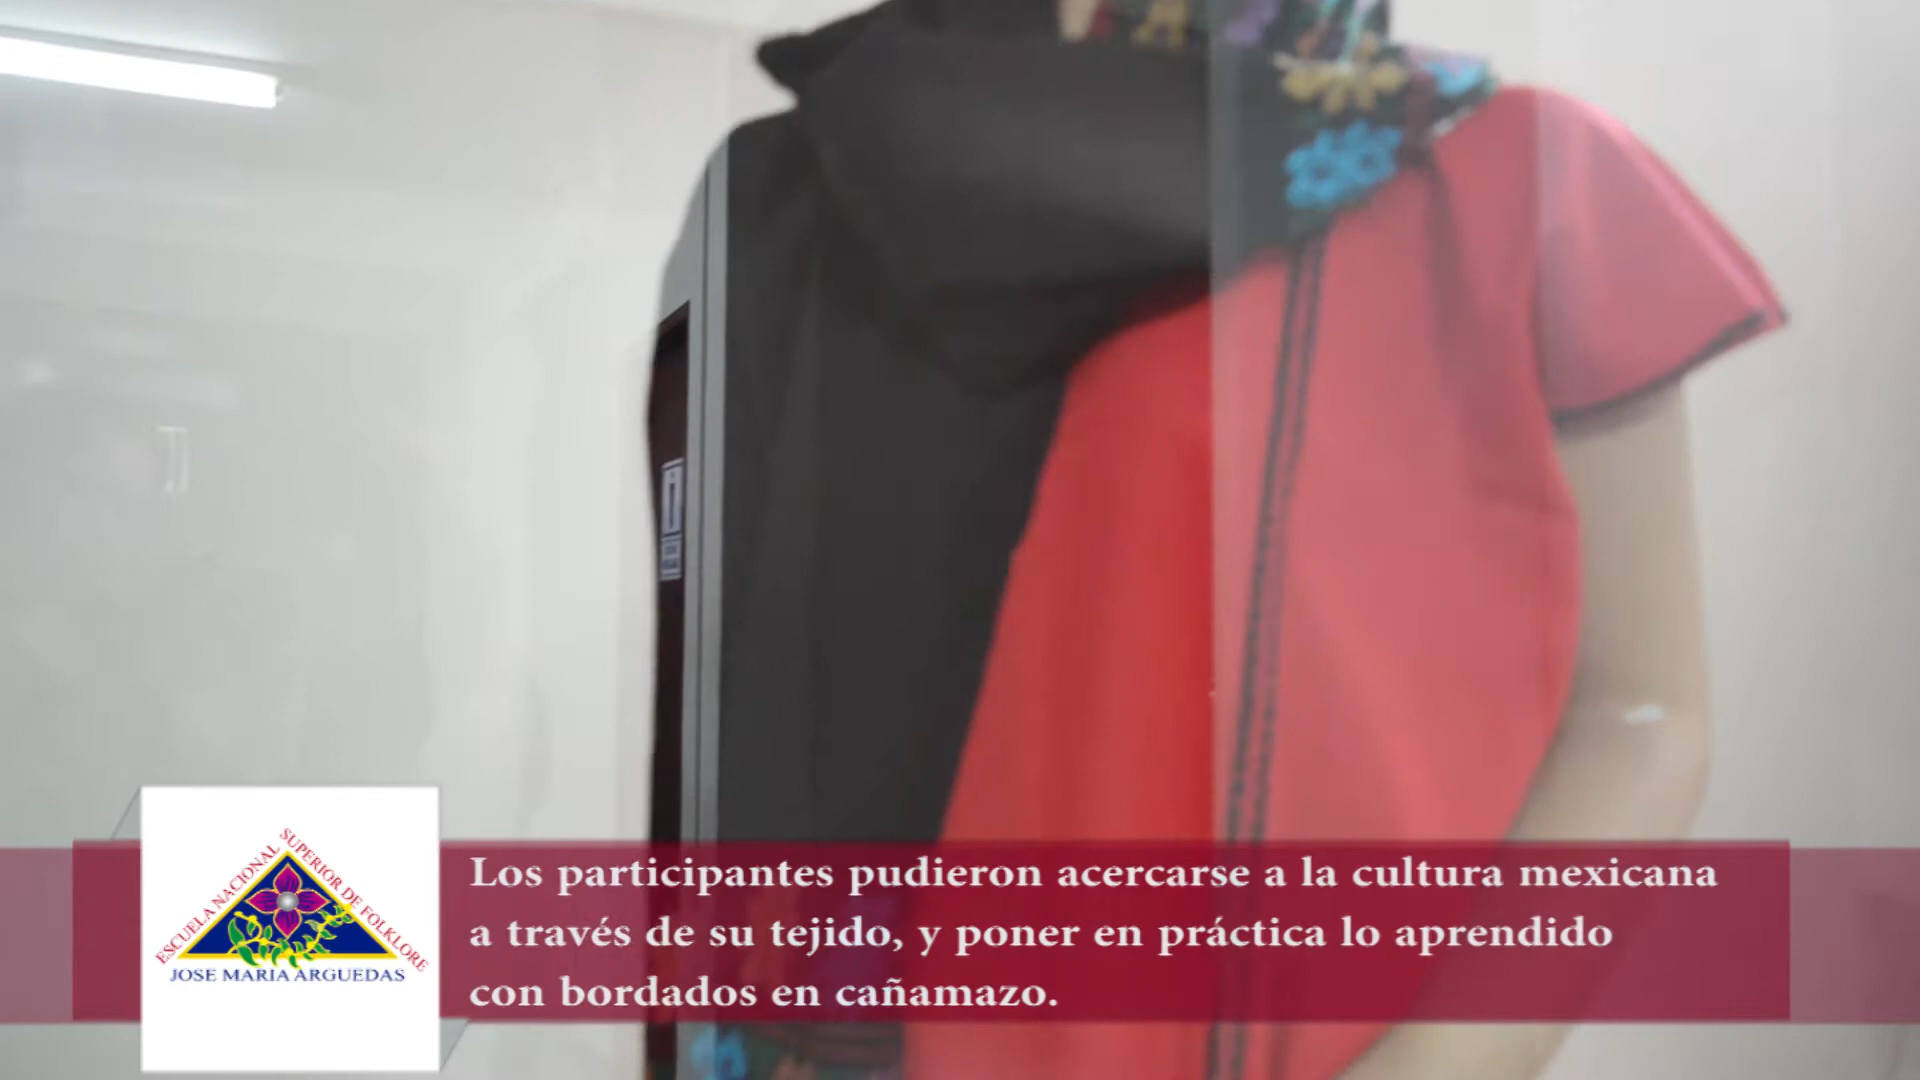 ESCUELA NACIONAL SUPERIOR DE FOLKLORE
JOSE MARIA ARGUEDAS
Los participantes pudieron acercarse a la cultura mexicana
a través de su tejido, y poner en práctica lo aprendido
con bordados en cañamazo.